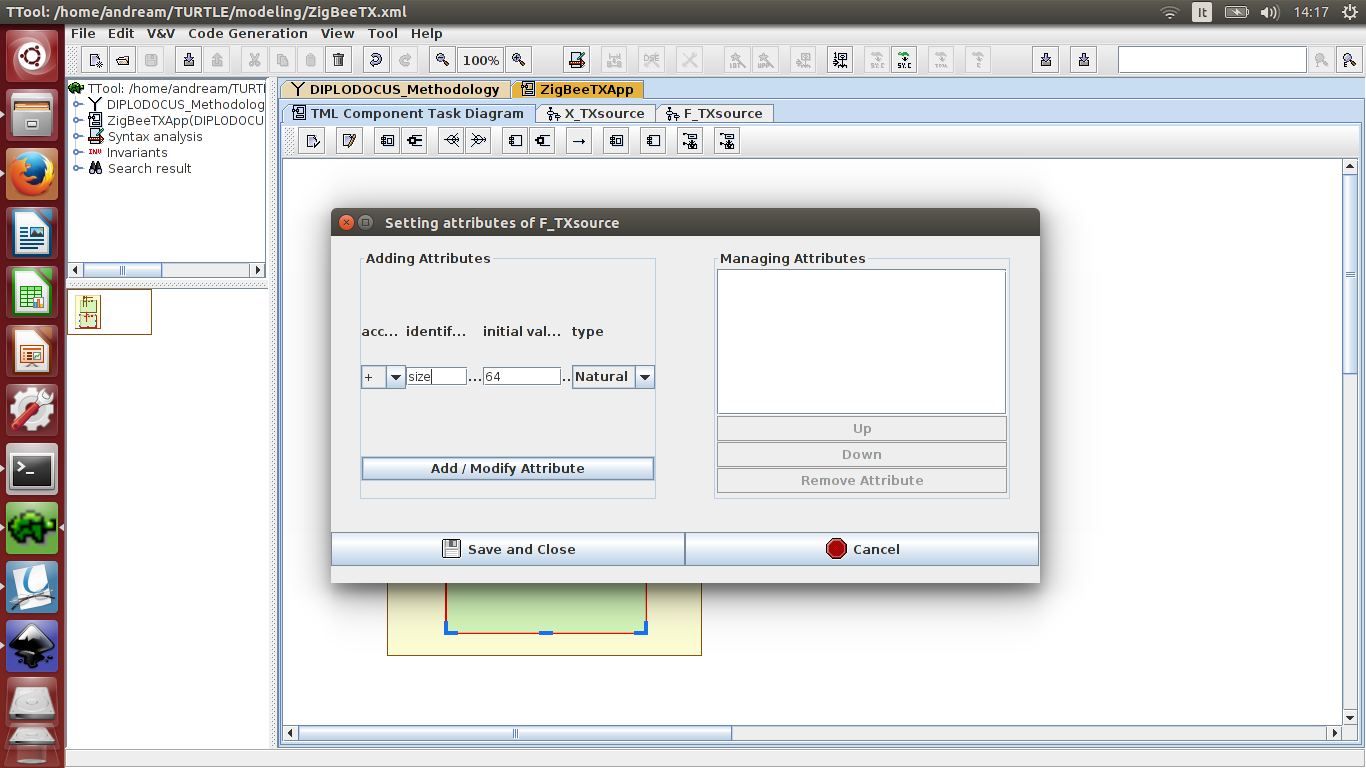 TTool: /home/andream/TURTLE/modeling/ZigBeeTX.xml
It
14:17
File Edit V&V Code Generation View Tool Help
100%
TTool: /home/andream/TURTL
DIPLODOCUS_Methodolog
ZigBeeTXApp(DIPLODOCU
Syntax analysis
INV Invariants
Search result
DIPLODOCUS_Methodology
ZigBeeTXApp
TML Component Task Diagram
X_TXsource
F_TXsource
Setting attributes of F_TXsource
Adding Attributes
acc... identif... initial val... type
+ size ... 64 .. Natural
Add / Modify Attribute
Managing Attributes
Up
Down
Remove Attribute
Save and Close
Cancel